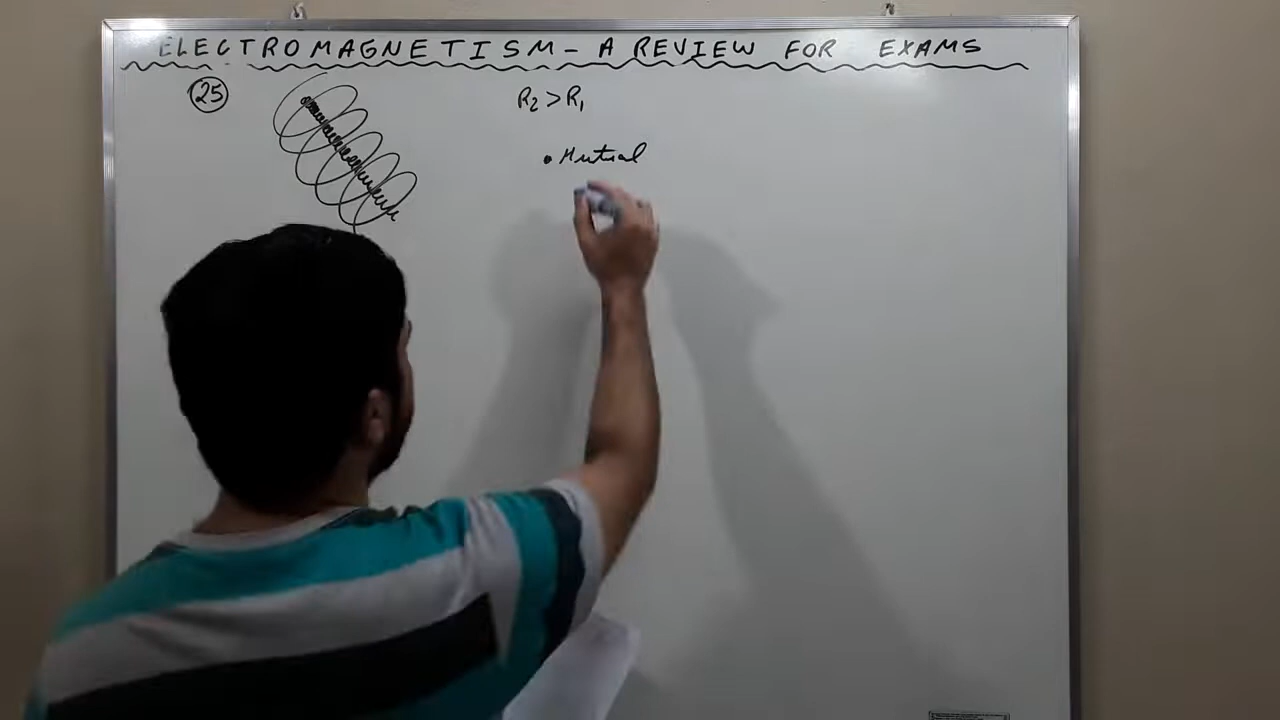 ELECTROMAGNETISM - A REVIEW FOR EXAMS
25
R₂ > R₁
• Mutual